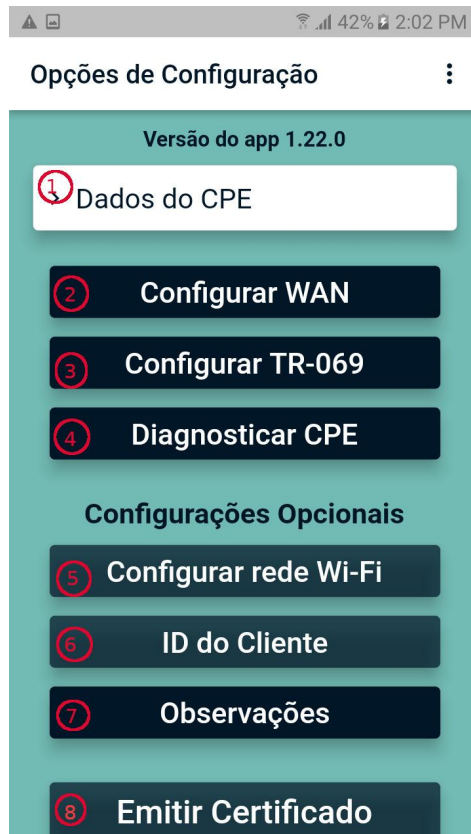 42% 2:02 PM
Opções de Configuração
Versão do app 1.22.0
1 Dados do CPE
2 Configurar WAN
3 Configurar TR-069
4 Diagnosticar CPE
Configurações Opcionais
5 Configurar rede Wi-Fi
6 ID do Cliente
7 Observações
8 Emitir Certificado